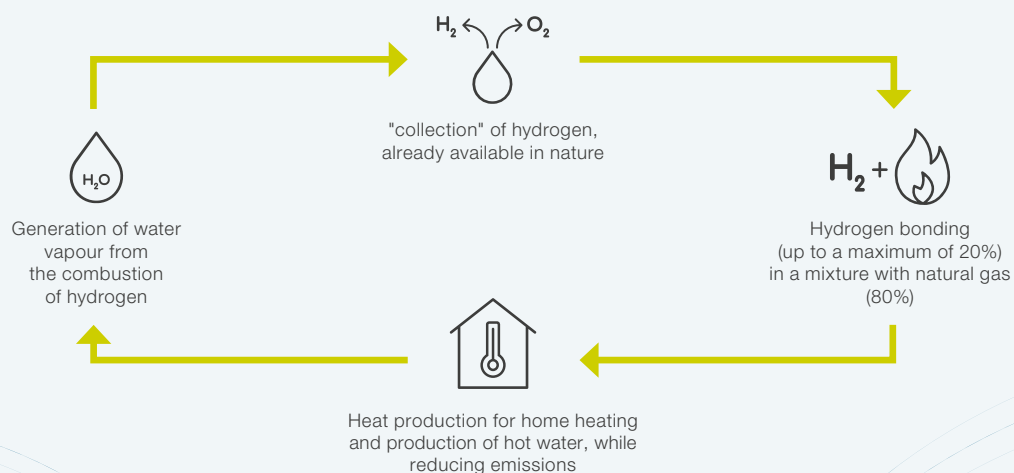 H₂ O₂
"collection" of hydrogen,
already available in nature
H₂ +
Hydrogen bonding
(up to a maximum of 20%)
in a mixture with natural gas
(80%)
Heat production for home heating
and production of hot water, while
reducing emissions
H₂O
Generation of water
vapour from
the combustion
of hydrogen